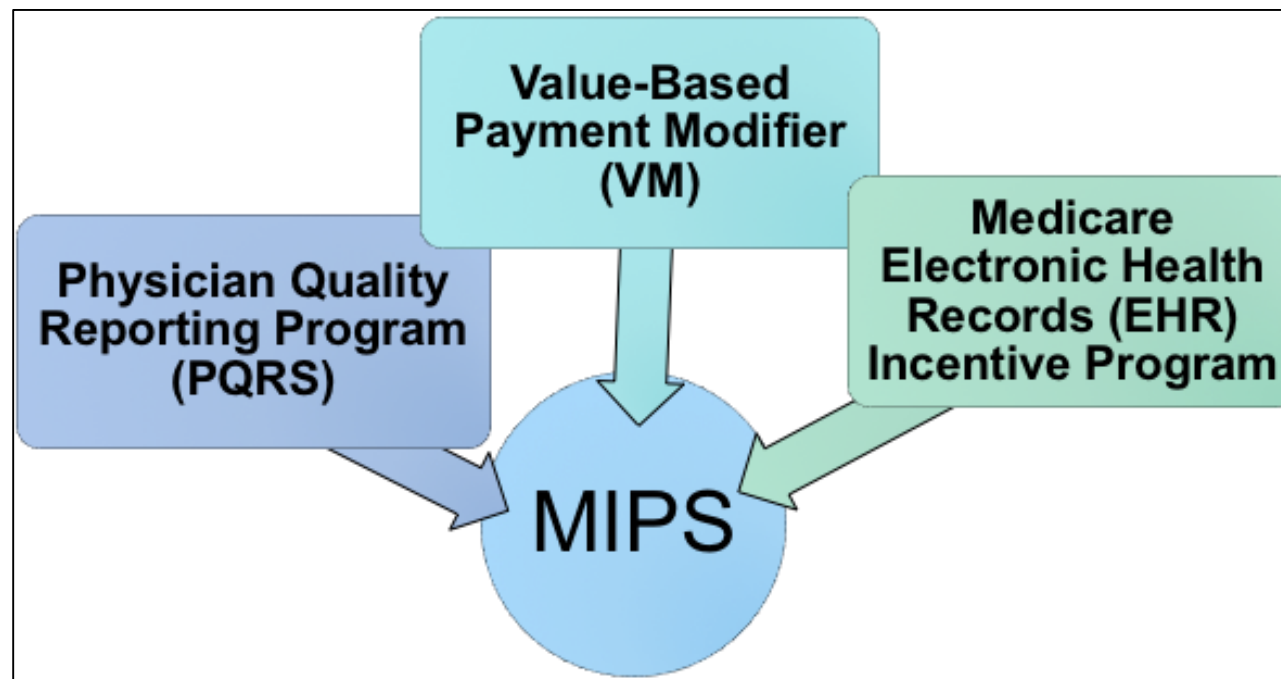 Value-Based
Payment Modifier
(VM)
Physician Quality
Reporting Program
(PQRS)
Medicare
Electronic Health
Records (EHR)
Incentive Program
MIPS